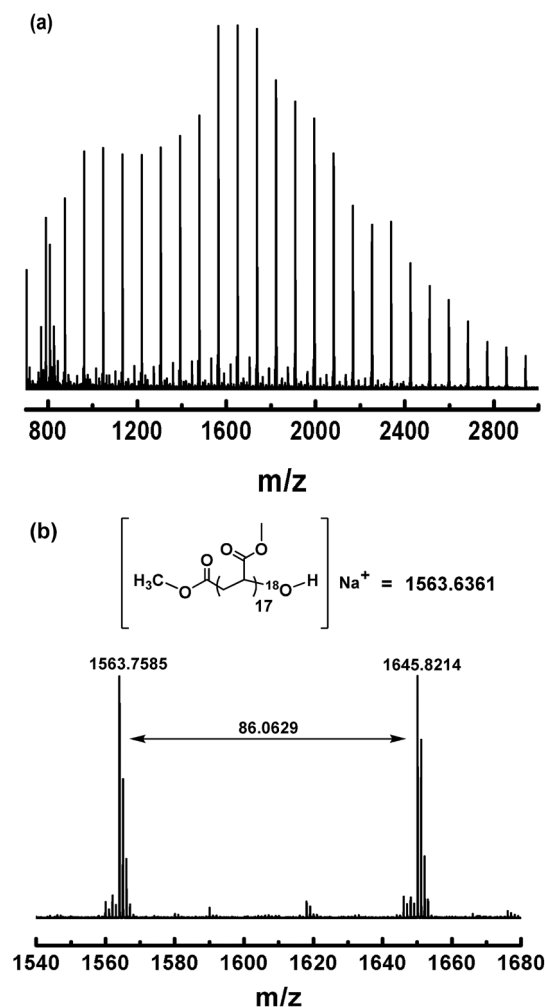 (a)
800 1200 1600 2000 2400 2800
m/z
(b)
O
O
O
H₃C
O
17
¹⁸O
H
Na⁺ = 1563.6361
1563.7585
1645.8214
86.0629
1540 1560 1580 1600 1620 1640 1660 1680
m/z